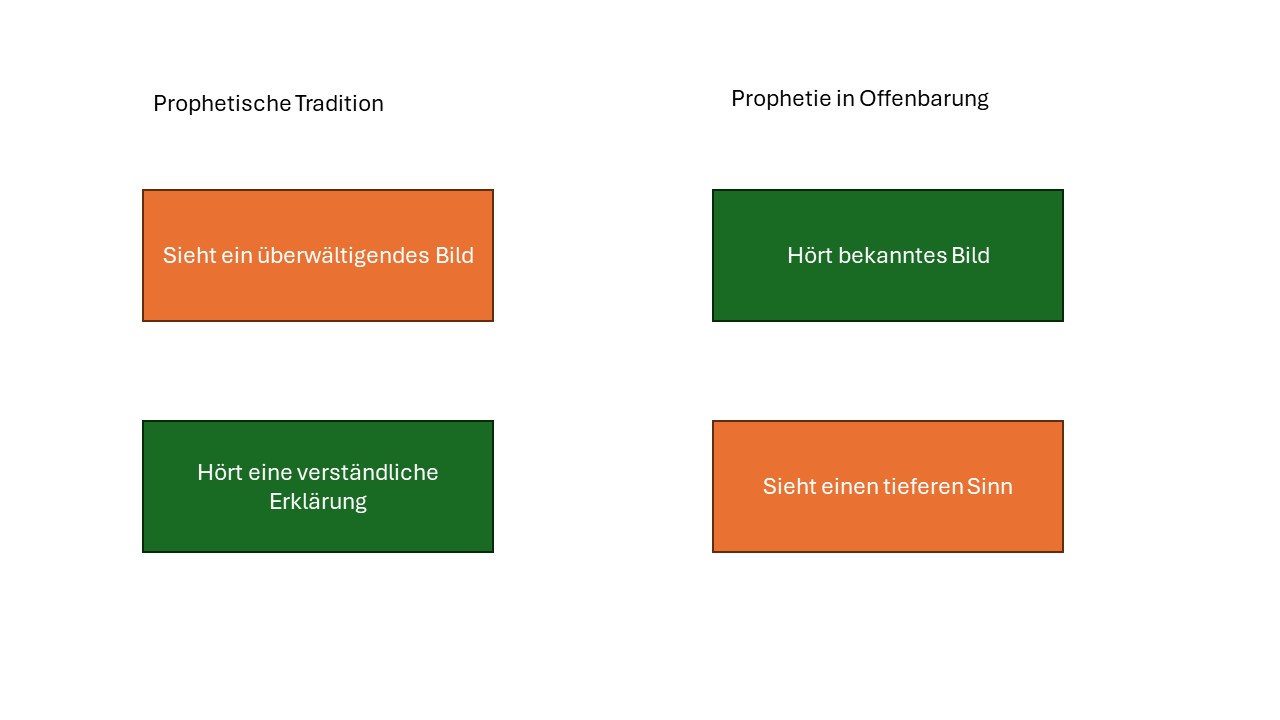 Prophetische Tradition
Prophetie in Offenbarung
Sieht ein überwältigendes Bild
Hört bekanntes Bild
Hört eine verständliche
Erklärung
Sieht einen tieferen Sinn